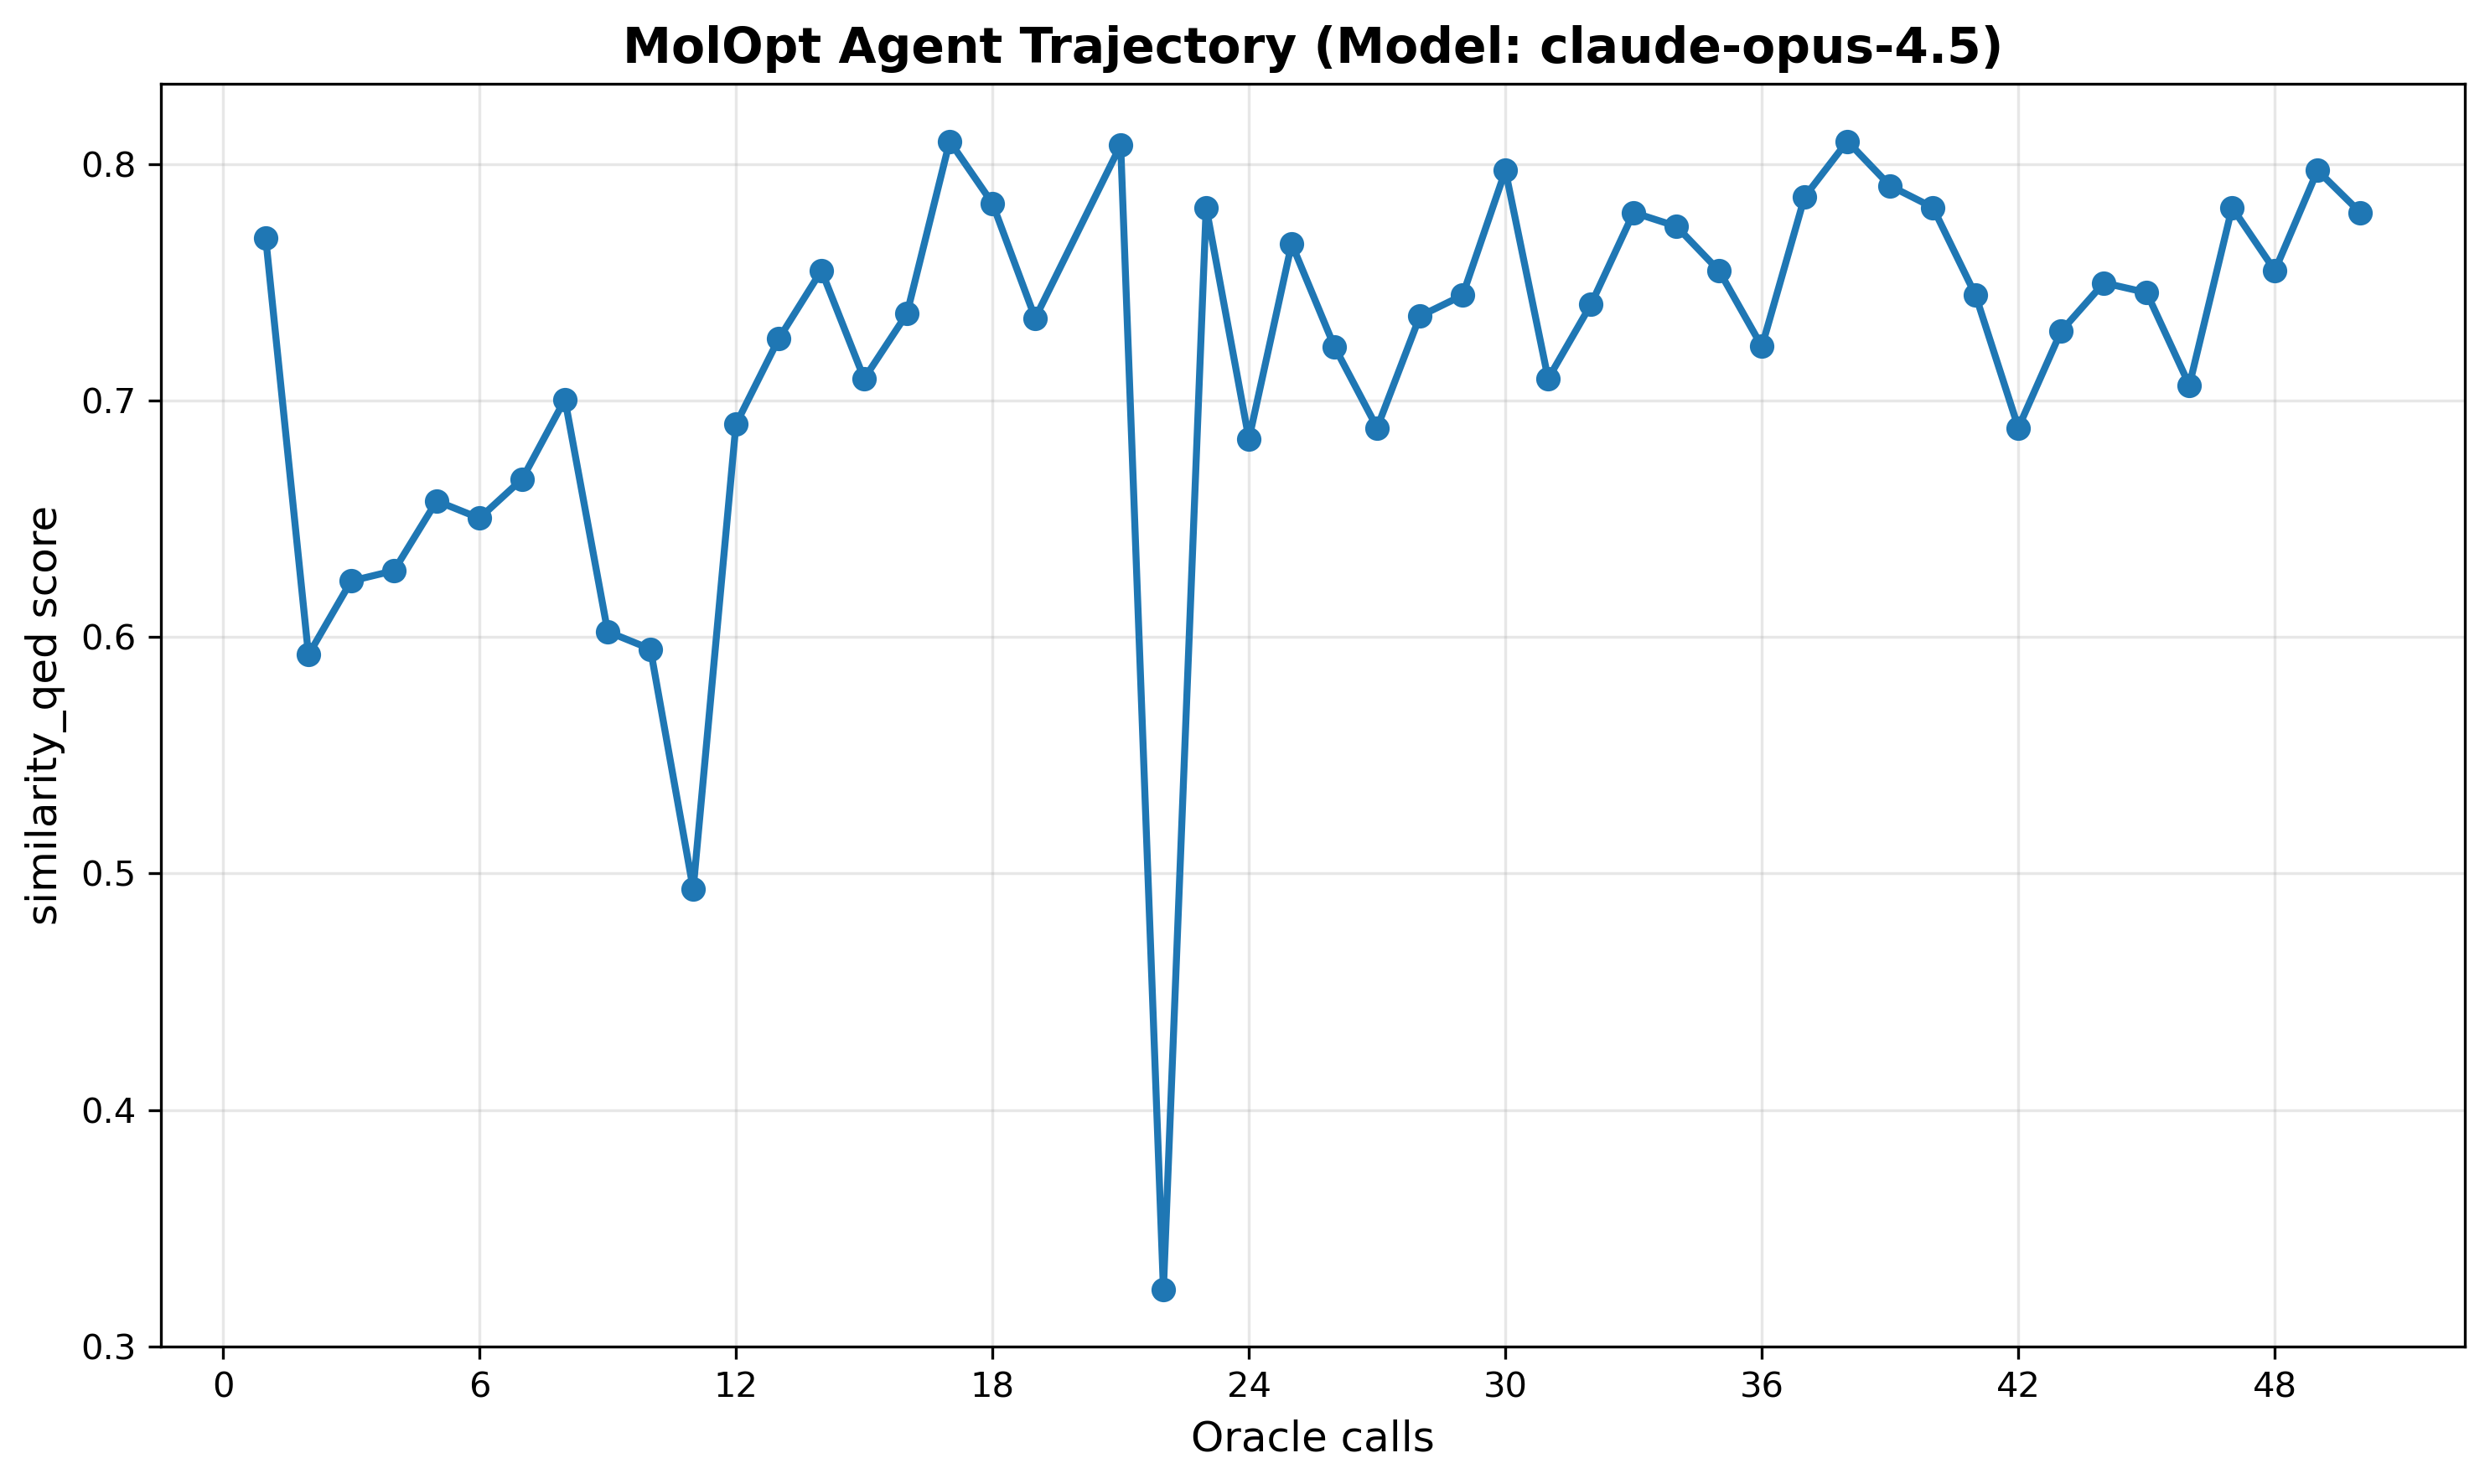 MolOpt Agent Trajectory (Model: claude-opus-4.5)
similarity_qed score
0.8
0.7
0.6
0.5
0.4
0.3
0 6 12 18 24 30 36 42 48
Oracle calls